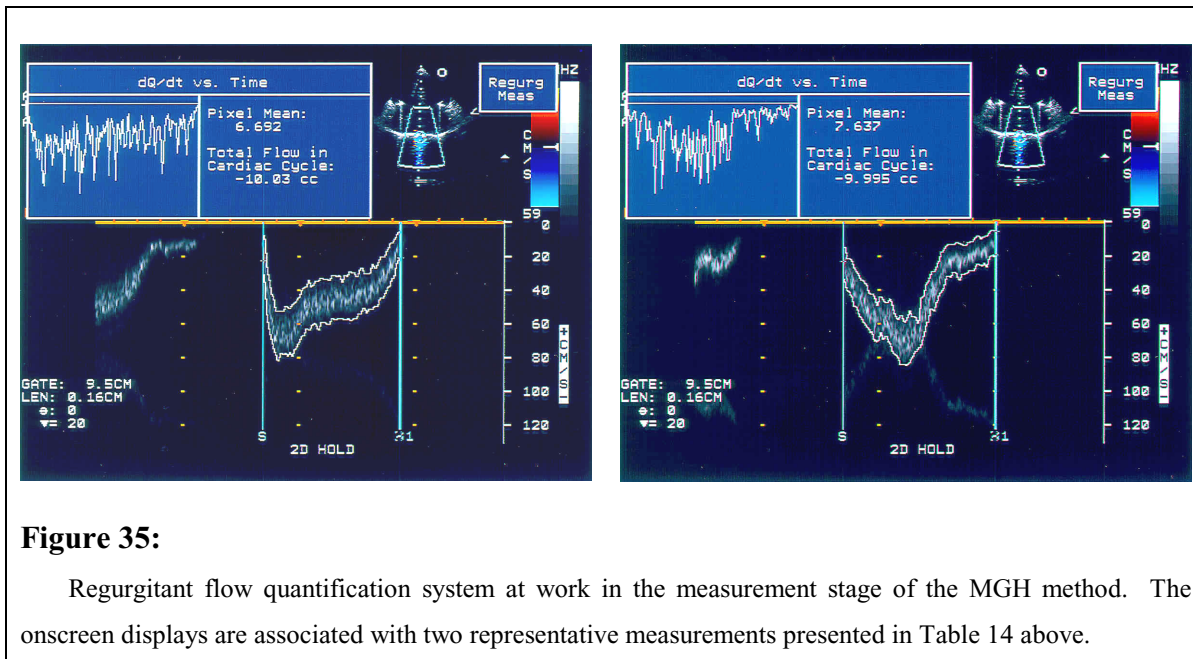 dQ/dt vs. Time
Pixel Mean:
6.692
Total Flow in
Cardiac Cycle:
-10.03 cc
Regurg
Meas
HZ
C
M
/
S
59
0
20
40
60
80
100
120
+
C
M
/
S
-
GATE: 9.5CM
LEN: 0.16CM
θ: 0
▼= 20
S
2D HOLD
dQ/dt vs. Time
Pixel Mean:
7.637
Total Flow in
Cardiac Cycle:
-9.995 cc
Regurg
Meas
HZ
C
M
/
S
59
0
20
40
60
80
100
120
+
C
M
/
S
-
GATE: 9.5CM
LEN: 0.16CM
θ: 0
▼= 20
S
2D HOLD
Figure 35:
Regurgitant flow quantification system at work in the measurement stage of the MGH method. The
onscreen displays are associated with two representative measurements presented in Table 14 above.